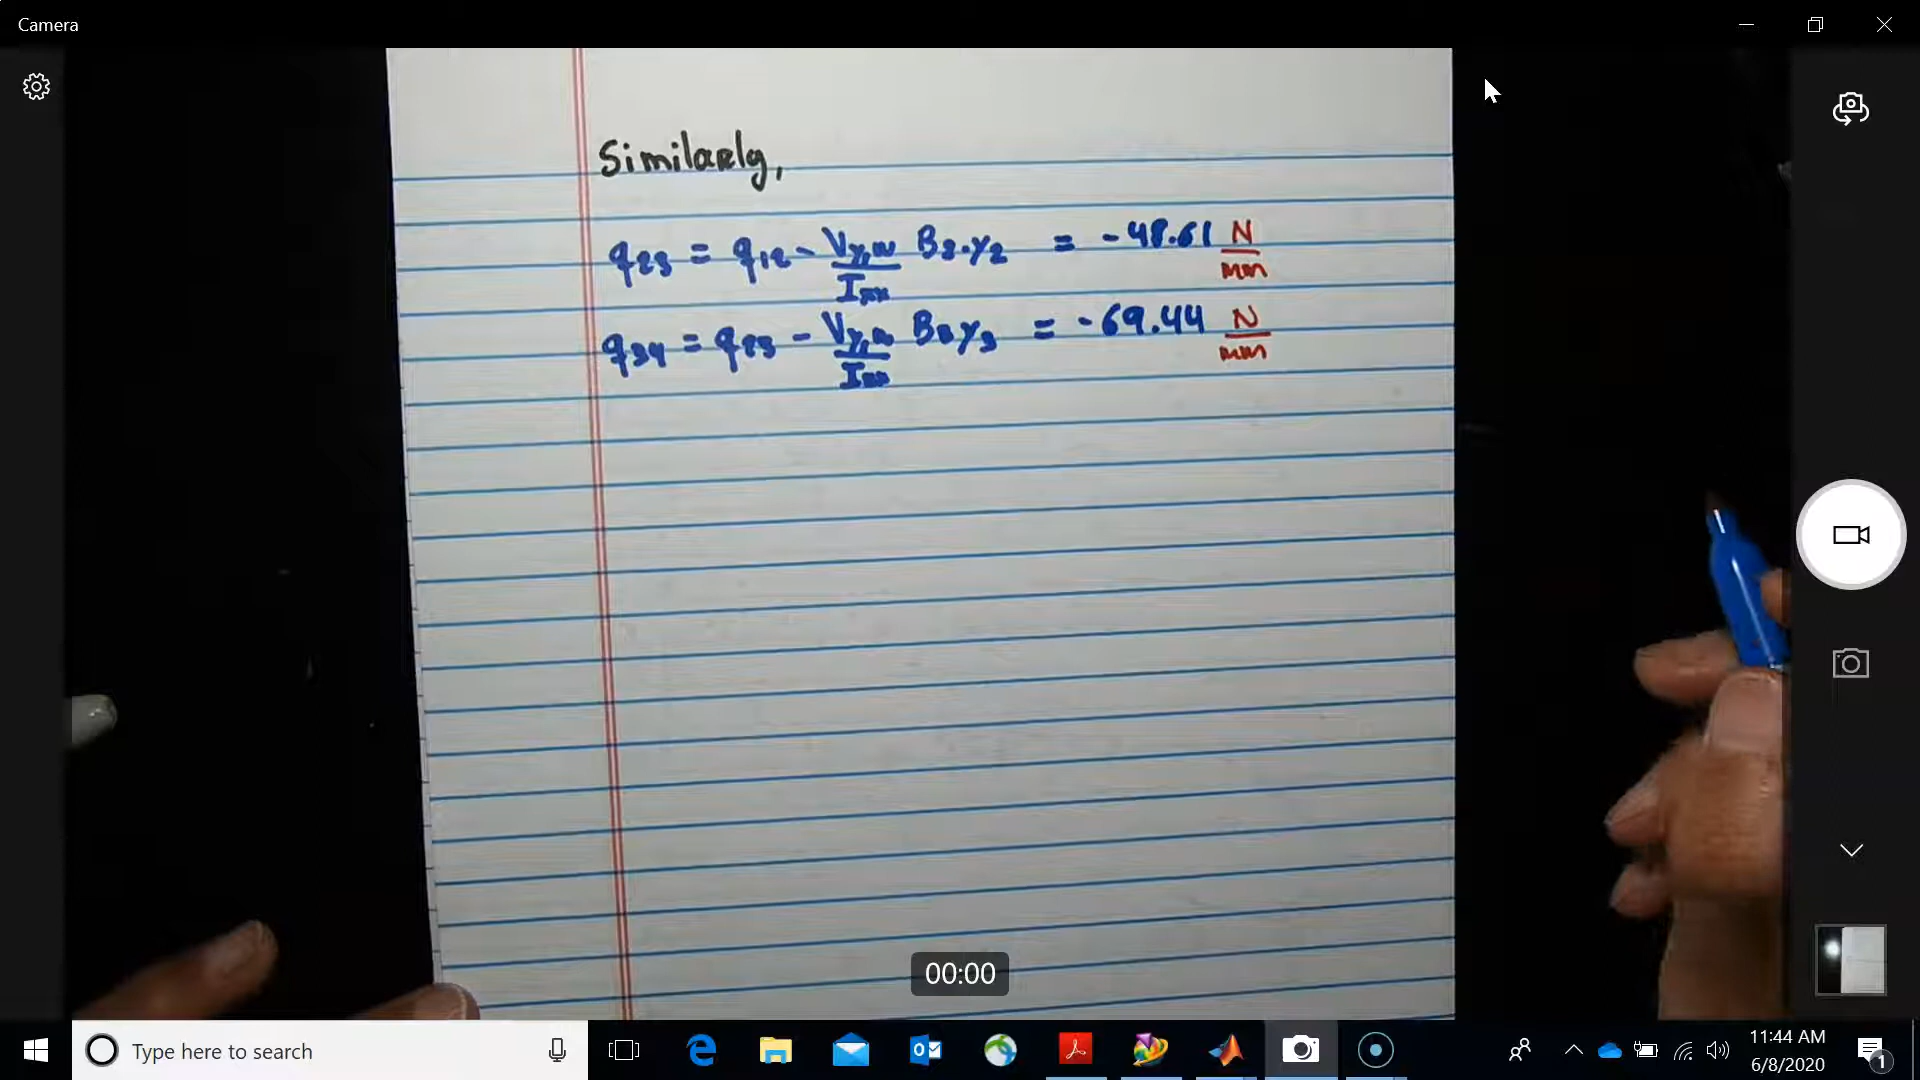 Camera
Similarly,
q23 = q12 - Vy,w/Ixx B2.y2 = -48.61 N/mm
q34 = q23 - Vy,w/Ixx B3y3 = -69.44 N/mm
00:00
Type here to search
11:44 AM
6/8/2020
1